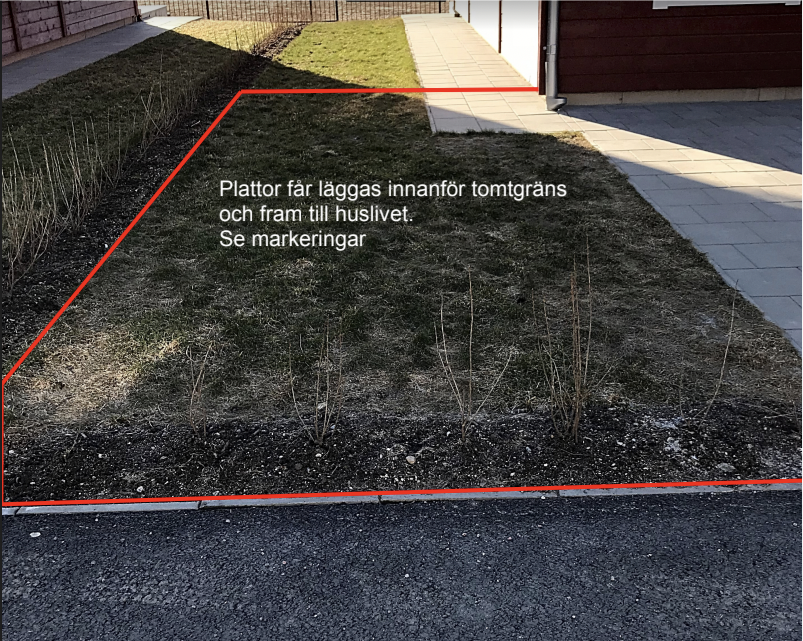 Plattor får läggas innanför tomtgräns
och fram till huslivet.
Se markeringar